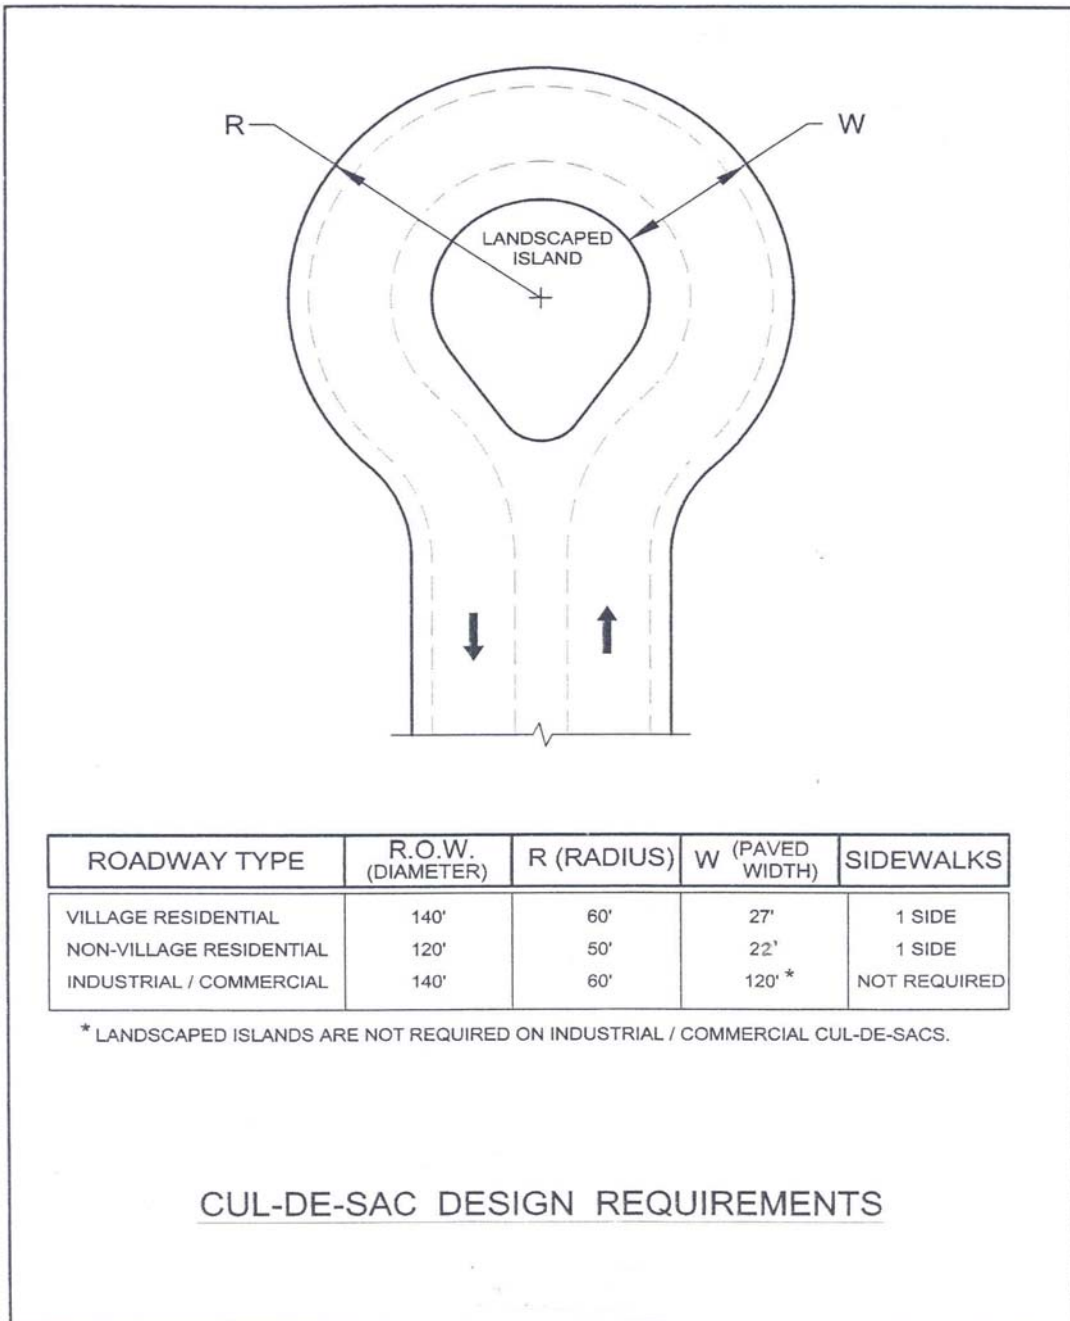 R
W
LANDSCAPED
ISLAND
ROADWAY TYPE
R.O.W.
(DIAMETER)
R (RADIUS)
W (PAVED
WIDTH)
SIDEWALKS
VILLAGE RESIDENTIAL 140' 60' 27' 1 SIDE
NON-VILLAGE RESIDENTIAL 120' 50' 22' 1 SIDE
INDUSTRIAL / COMMERCIAL 140' 60' 120' * NOT REQUIRED
* LANDSCAPED ISLANDS ARE NOT REQUIRED ON INDUSTRIAL / COMMERCIAL CUL-DE-SACS.
CUL-DE-SAC DESIGN REQUIREMENTS